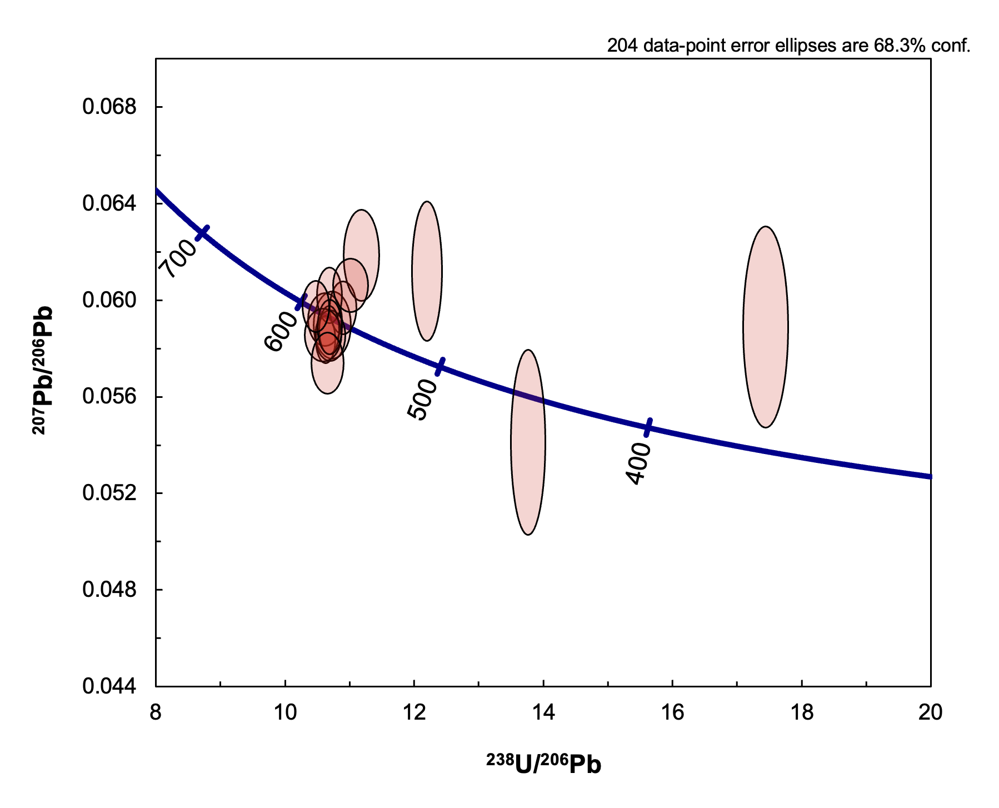 204 data-point error ellipses are 68.3% conf.
0.068
0.064
0.060
0.056
0.052
0.048
0.044
²⁰⁷Pb/²⁰⁶Pb
700
600
500
400
8 10 12 14 16 18 20
²³⁸U/²⁰⁶Pb